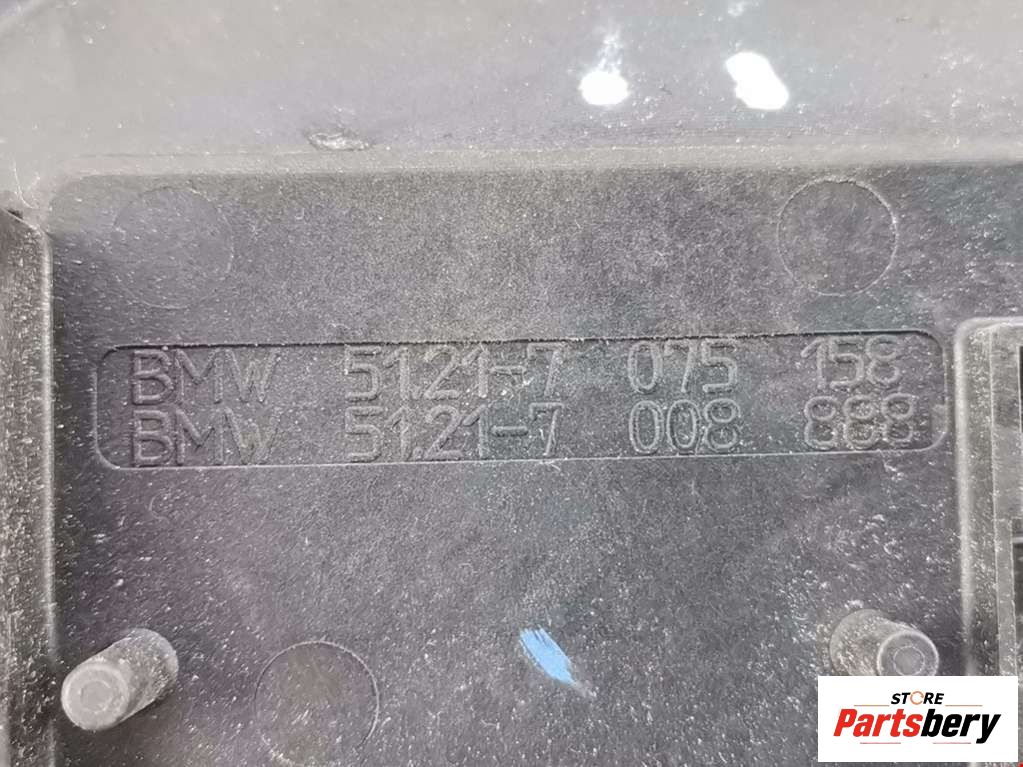 BMW 51.21-7 075 158
BMW 51.21-7 008 888
STORE
Partsbery